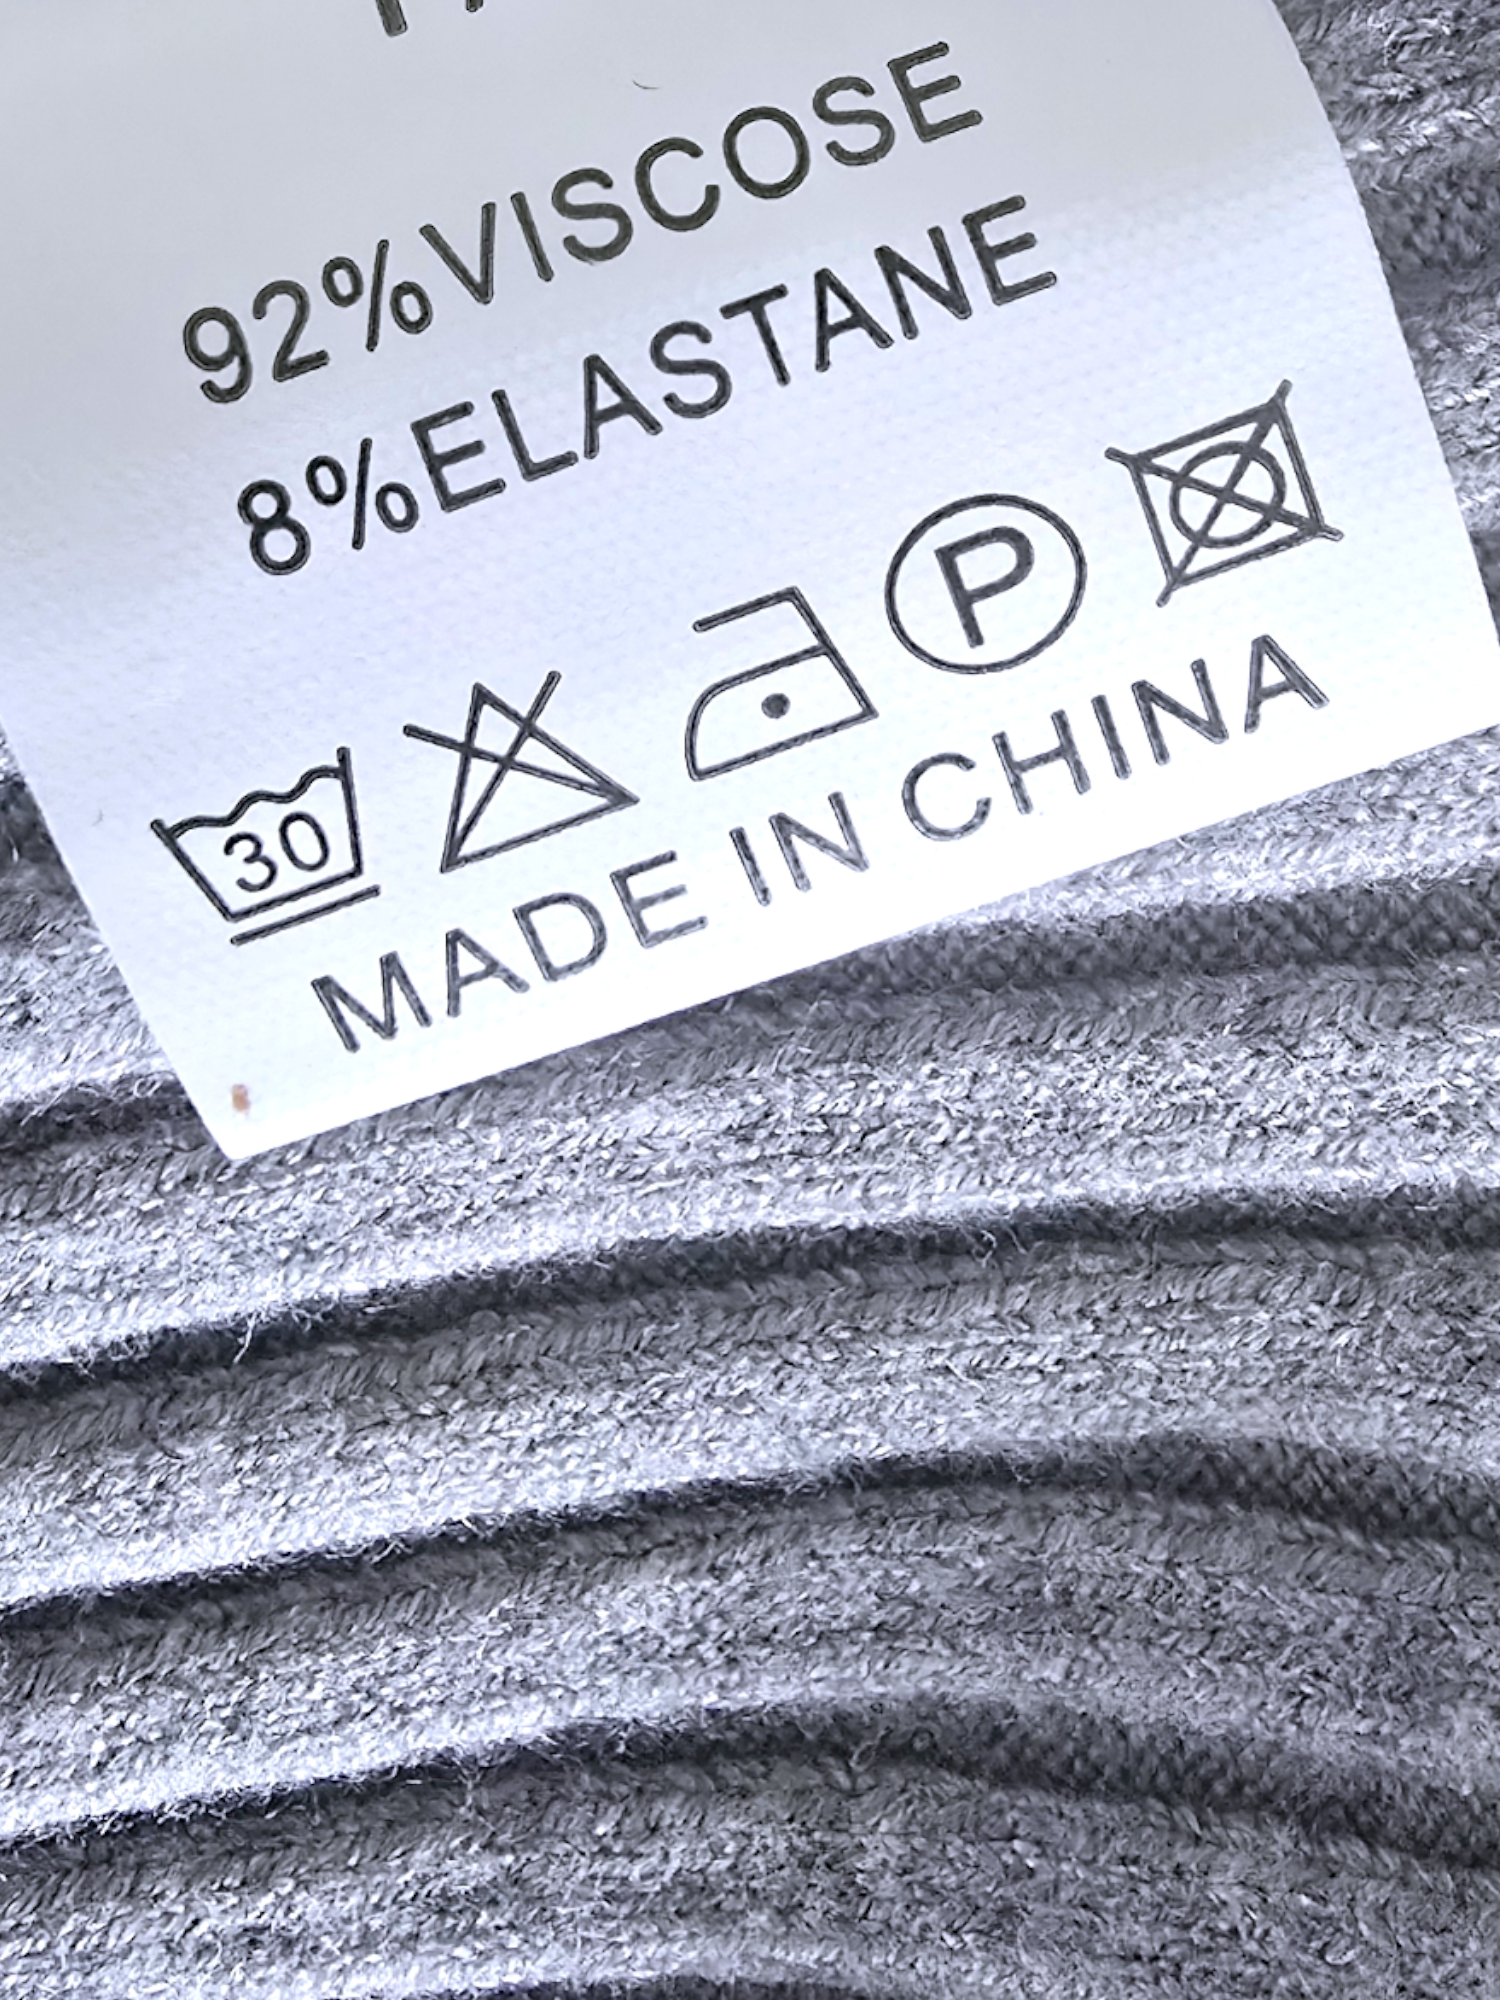 92%VISCOSE
8%ELASTANE
30 P
MADE IN CHINA